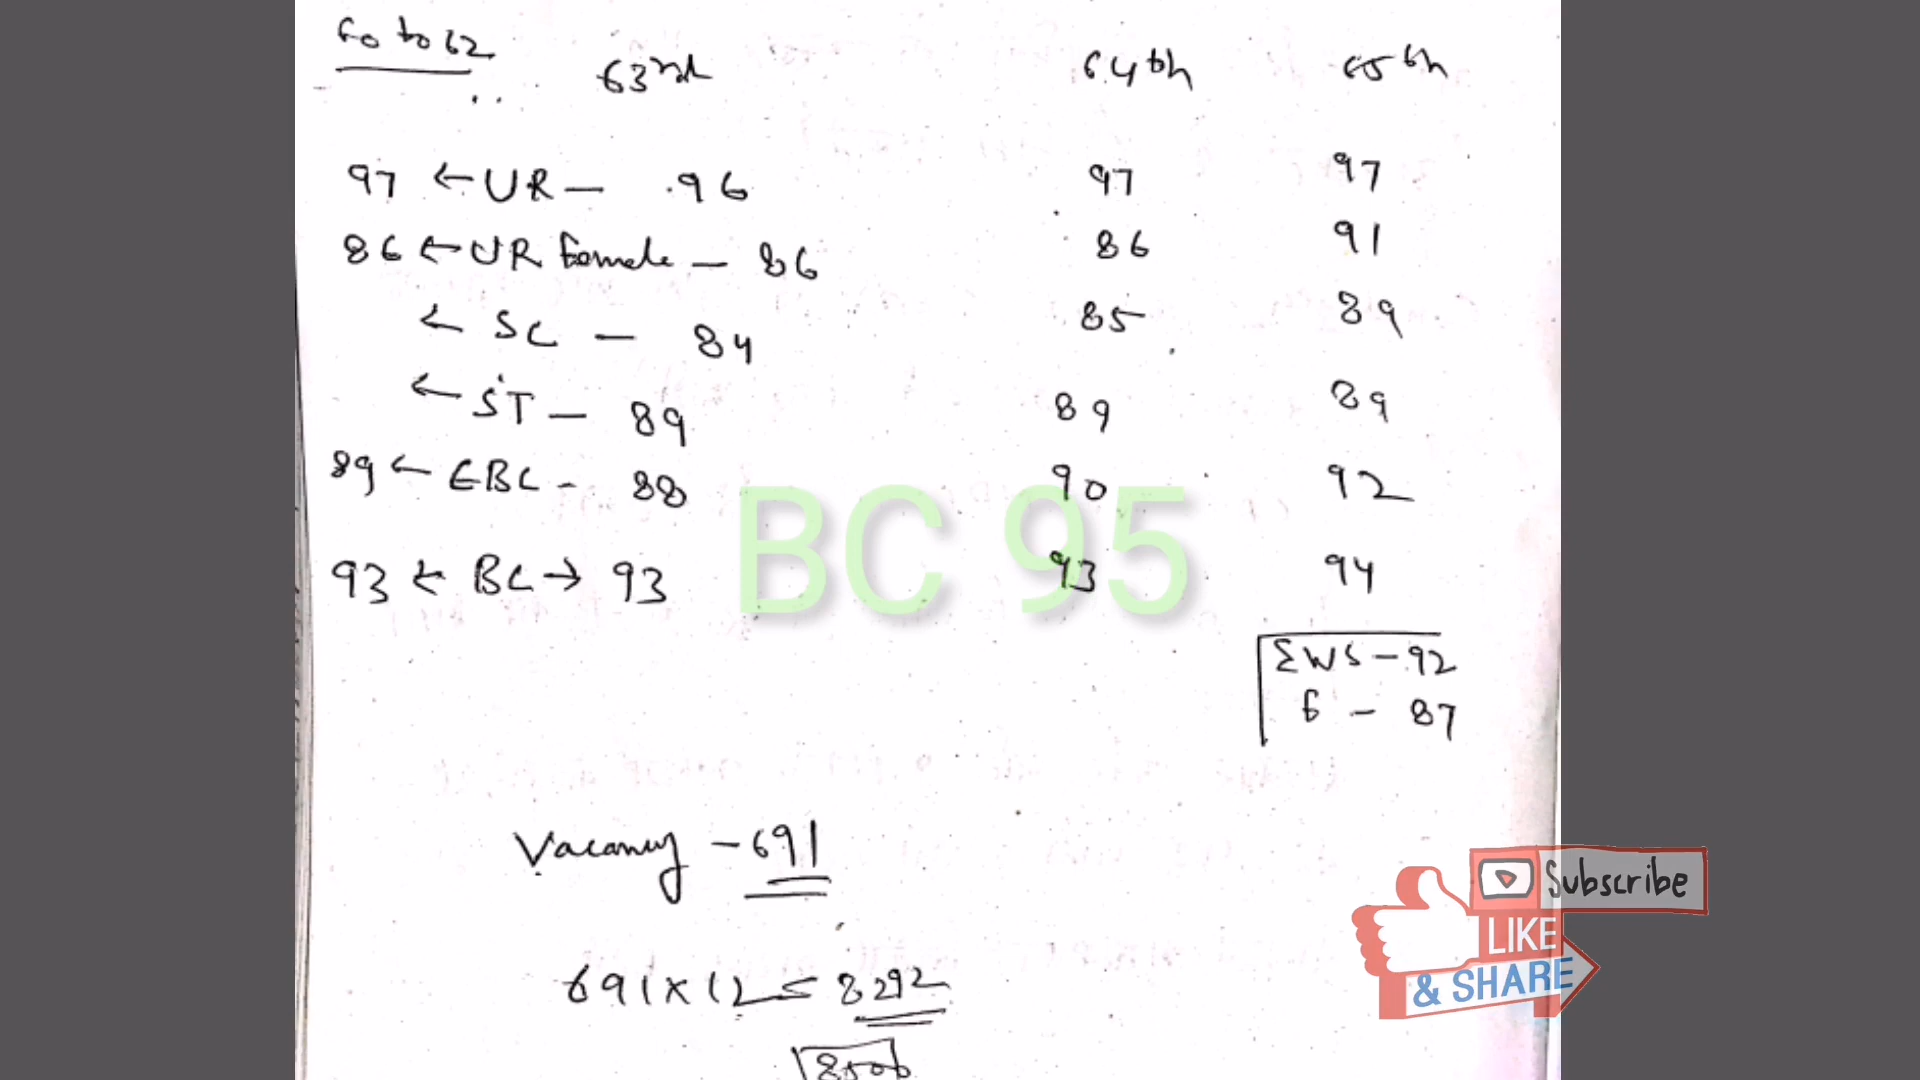 60 to 62 63rd 64th 65th
97 ← UR — 96 97 97
86 ← UR Female — 86 86 91
← SC — 84 85 89
← ST — 89 89 89
89 ← EBC - 88 90 92
BC 95
93 ← BC → 93 93 94
EWS - 92
F - 87
Vacancy - 691
Subscribe
LIKE
& SHARE
691 x 12 = 8292
8500